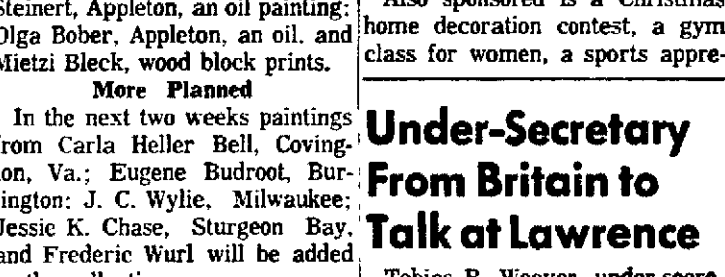 Steinert, Appleton, an oil painting;
Olga Bober, Appleton, an oil. and
Mietzi Bleck, wood block prints.
More Planned
In the next two weeks paintings
from Carla Heller Bell, Coving-
ton, Va.; Eugene Budroot, Bur-
lington; J. C. Wylie, Milwaukee;
Jessie K. Chase, Sturgeon Bay,
and Frederic Wurl will be added
Also sponsored is a Christmas
home decoration contest, a gym
class for women, a sports appre-
Under-Secretary
From Britain to
Talk at Lawrence
Tobias R. Weaver, under-secre-